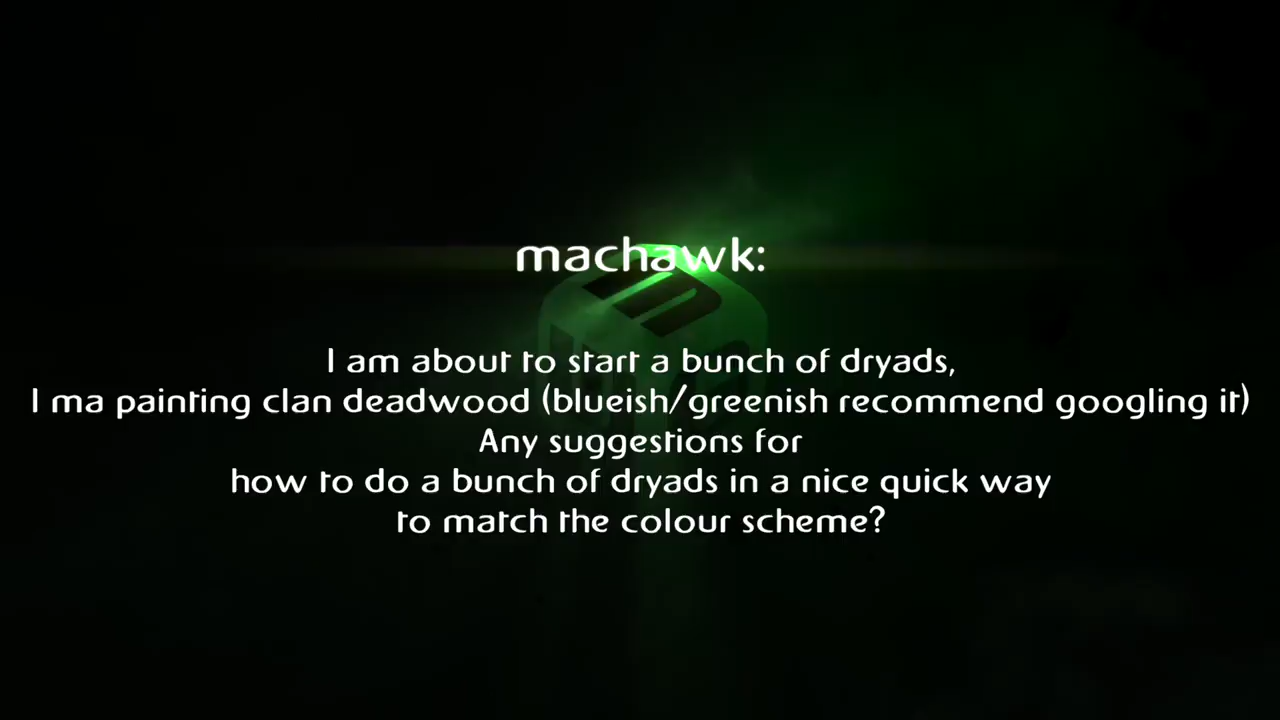 machawk:
I am about to start a bunch of dryads,
I ma painting clan deadwood (blueish/greenish recommend googling it)
Any suggestions for
how to do a bunch of dryads in a nice quick way
to match the colour scheme?